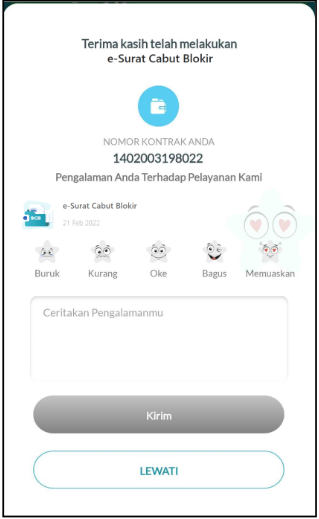 Terima kasih telah melakukan
e-Surat Cabut Blokir
NOMOR KONTRAK ANDA
1402003198022
Pengalaman Anda Terhadap Pelayanan Kami
e-Surat Cabut Blokir
21 Feb 2022
Buruk Kurang Oke Bagus Memuaskan
Ceritakan Pengalamanmu
Kirim
LEWATI